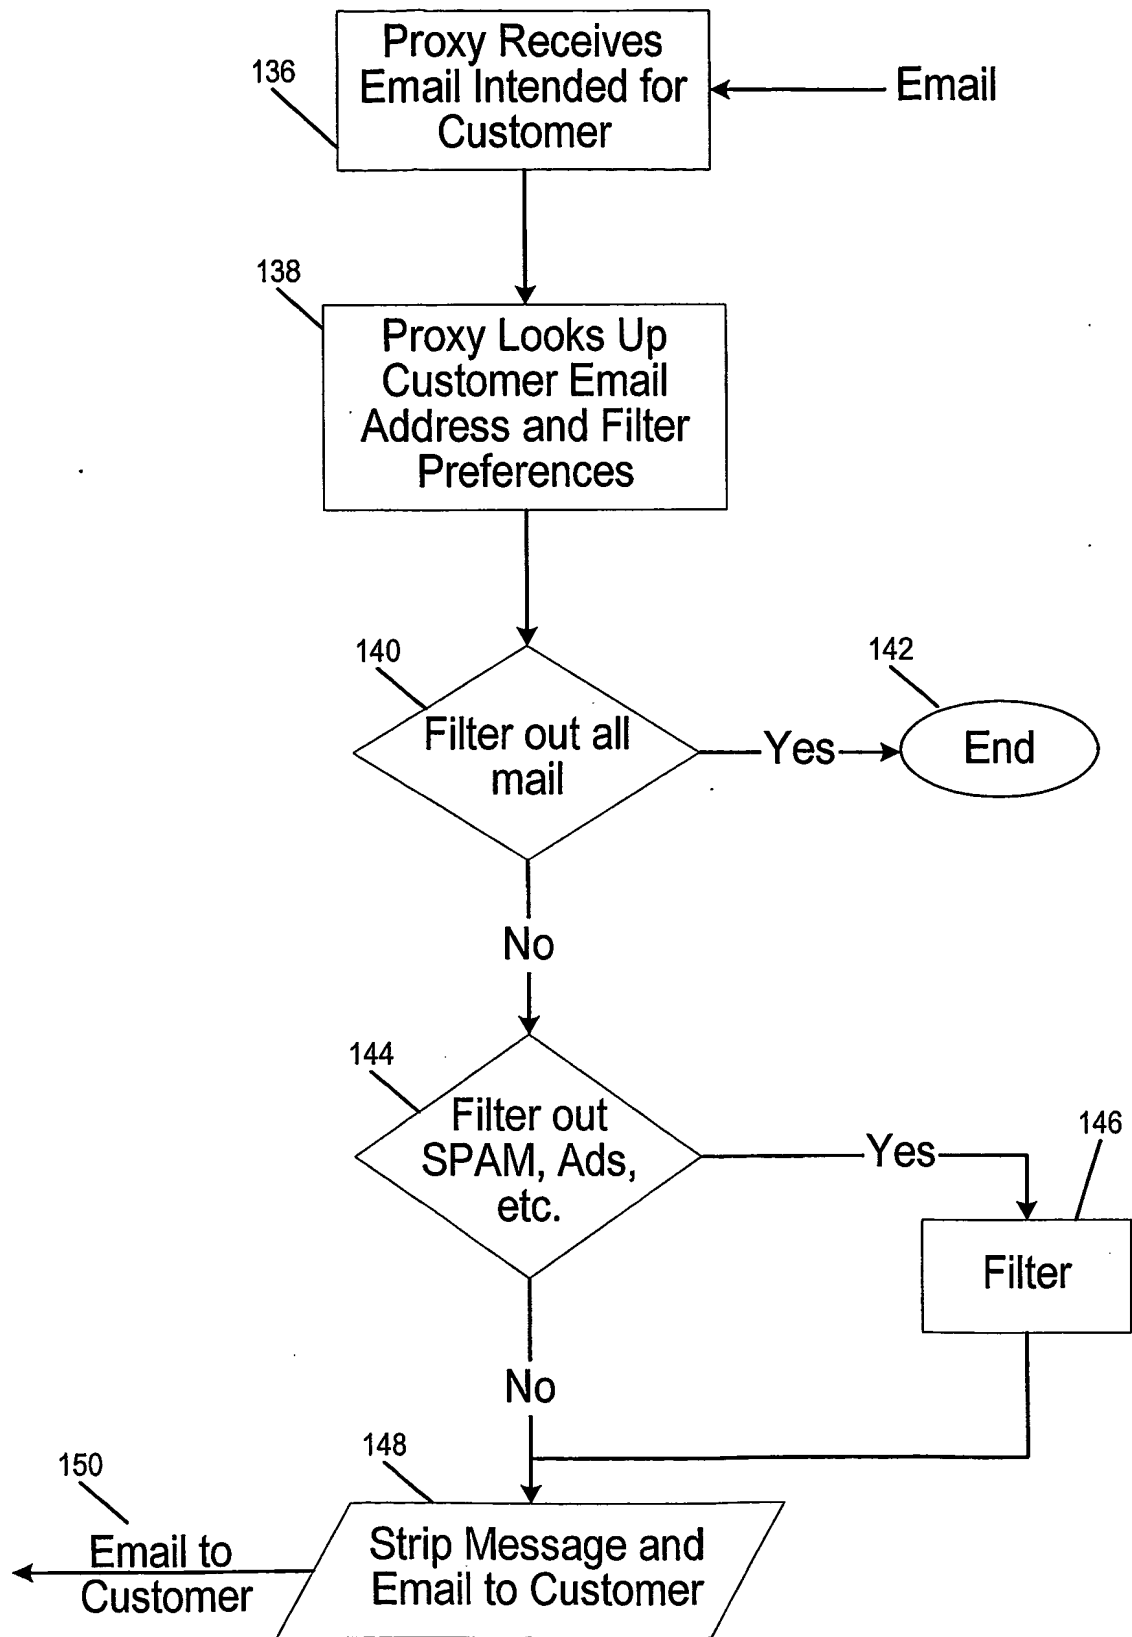 Proxy Receives
Email Intended for
Customer
136
Email
138
Proxy Looks Up
Customer Email
Address and Filter
Preferences
140
Filter out all
mail
Yes
142
End
No
144
Filter out
SPAM, Ads,
etc.
Yes
146
Filter
No
148
Strip Message and
Email to Customer
150
Email to
Customer